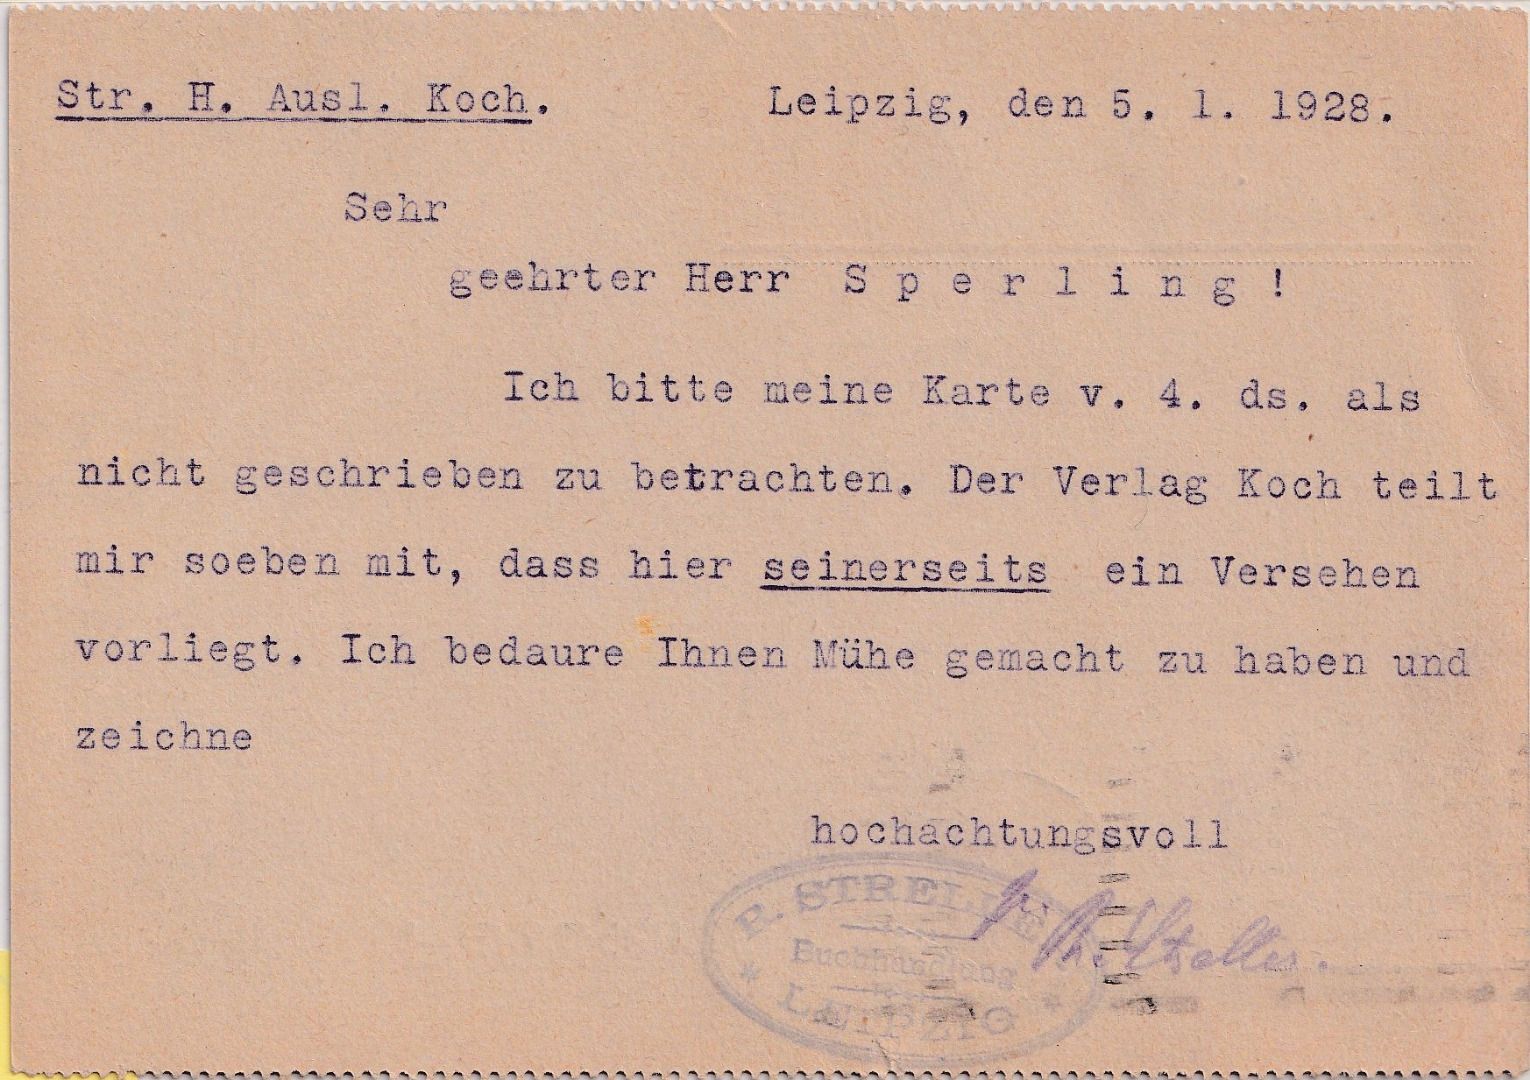 Str. H. Ausl. Koch.
Leipzig, den 5. 1. 1928.
Sehr
geehrter Herr S p e r l i n g !
Ich bitte meine Karte v. 4. ds. als
nicht geschrieben zu betrachten. Der Verlag Koch teilt
mir soeben mit, dass hier seinerseits ein Versehen
vorliegt. Ich bedaure Ihnen Mühe gemacht zu haben und
zeichne
hochachtungsvoll
Buchhandlung
LEIPZIG